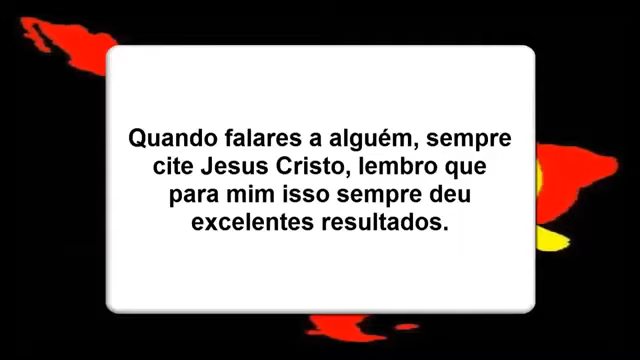 Quando falares a alguém, sempre
cite Jesus Cristo, lembro que
para mim isso sempre deu
excelentes resultados.